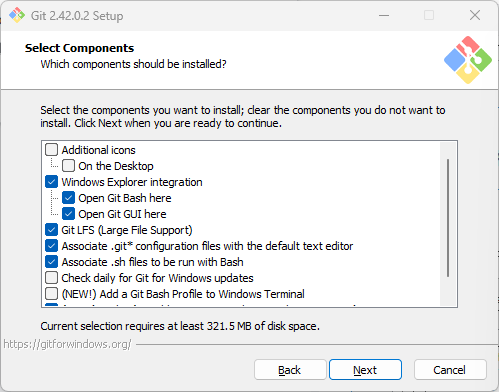 Git 2.42.0.2 Setup
Select Components
Which components should be installed?
Select the components you want to install; clear the components you do not want to
install. Click Next when you are ready to continue.
Additional icons
On the Desktop
Windows Explorer integration
Open Git Bash here
Open Git GUI here
Git LFS (Large File Support)
Associate .git* configuration files with the default text editor
Associate .sh files to be run with Bash
Check daily for Git for Windows updates
(NEW!) Add a Git Bash Profile to Windows Terminal
Current selection requires at least 321.5 MB of disk space.
https://gitforwindows.org/
Back
Next
Cancel